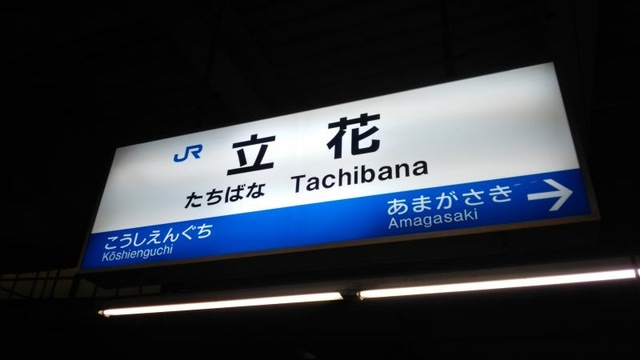 JR 立花
たちばな Tachibana
こうしえんぐち あまがさき
Kōshienguchi Amagasaki